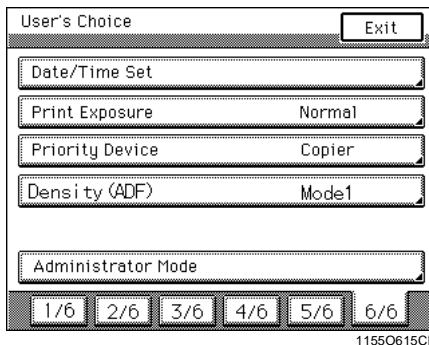 User's Choice Exit
Date/Time Set
Print Exposure Normal
Priority Device Copier
Density (ADF) Mode1
Administrator Mode
1/6 2/6 3/6 4/6 5/6 6/6
1155O615C